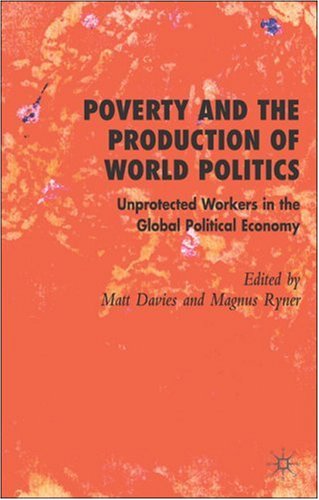 POVERTY AND THE
PRODUCTION OF
WORLD POLITICS
Unprotected Workers in the
Global Political Economy
Edited by
Matt Davies and Magnus Ryner